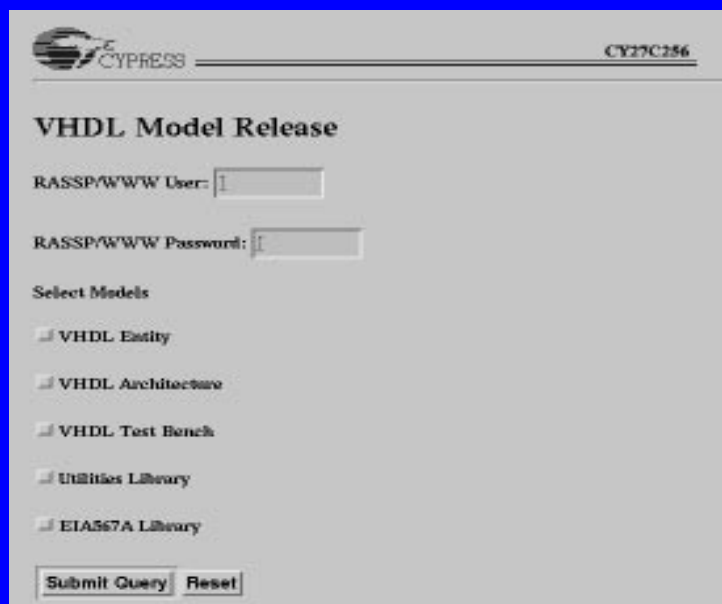 CYPRESS
CY27C256
VHDL Model Release
RASSP/WWW User:
RASSP/WWW Password:
Select Models
VHDL Entity
VHDL Architecture
VHDL Test Bench
Utilities Library
EIA567A Library
Submit Query Reset